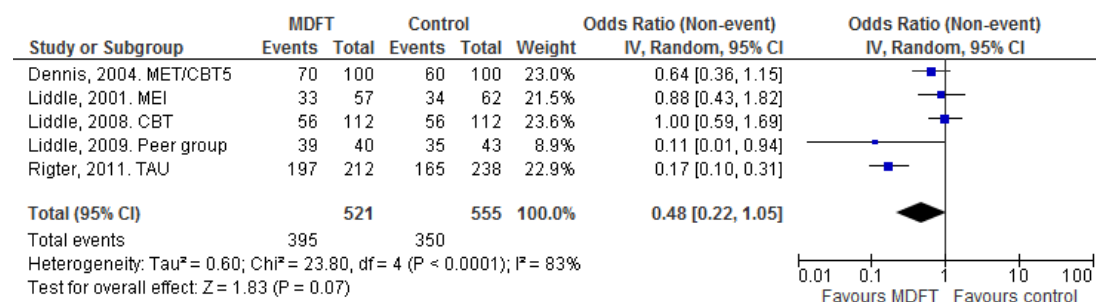 MDFT Control Odds Ratio (Non-event) Odds Ratio (Non-event)
Study or Subgroup Events Total Events Total Weight IV, Random, 95% CI IV, Random, 95% CI
Dennis, 2004. MET/CBT5 70 100 60 100 23.0% 0.64 [0.36, 1.15]
Liddle, 2001. MEI 33 57 34 62 21.5% 0.88 [0.43, 1.82]
Liddle, 2008. CBT 56 112 56 112 23.6% 1.00 [0.59, 1.69]
Liddle, 2009. Peer group 39 40 35 43 8.9% 0.11 [0.01, 0.94]
Rigter, 2011. TAU 197 212 165 238 22.9% 0.17 [0.10, 0.31]
Total (95% CI) 521 555 100.0% 0.48 [0.22, 1.05]
Total events 395 350
Heterogeneity: Tau² = 0.60; Chi² = 23.80, df = 4 (P < 0.0001); I² = 83%
Test for overall effect: Z = 1.83 (P = 0.07)
0.01 0.1 1 10 100
Favours MDFT Favours control